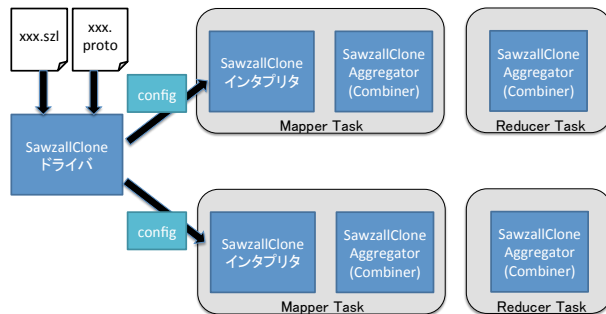 xxx.szl
xxx.
proto
config
SawzallClone
ドライバ
config
SawzallClone
インタプリタ
SawzallClone
Aggregator
(Combiner)
Mapper Task
SawzallClone
Aggregator
(Combiner)
Reducer Task
SawzallClone
インタプリタ
SawzallClone
Aggregator
(Combiner)
Mapper Task
SawzallClone
Aggregator
(Combiner)
Reducer Task